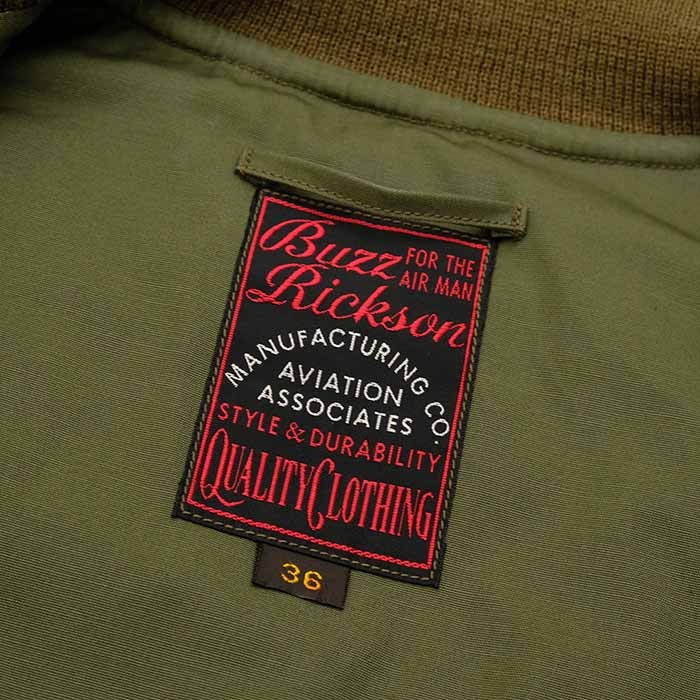 Buzz FOR THE
AIR MAN
Rickson
MANUFACTURING CO.
AVIATION
ASSOCIATES
STYLE & DURABILITY
QUALITY CLOTHING
36